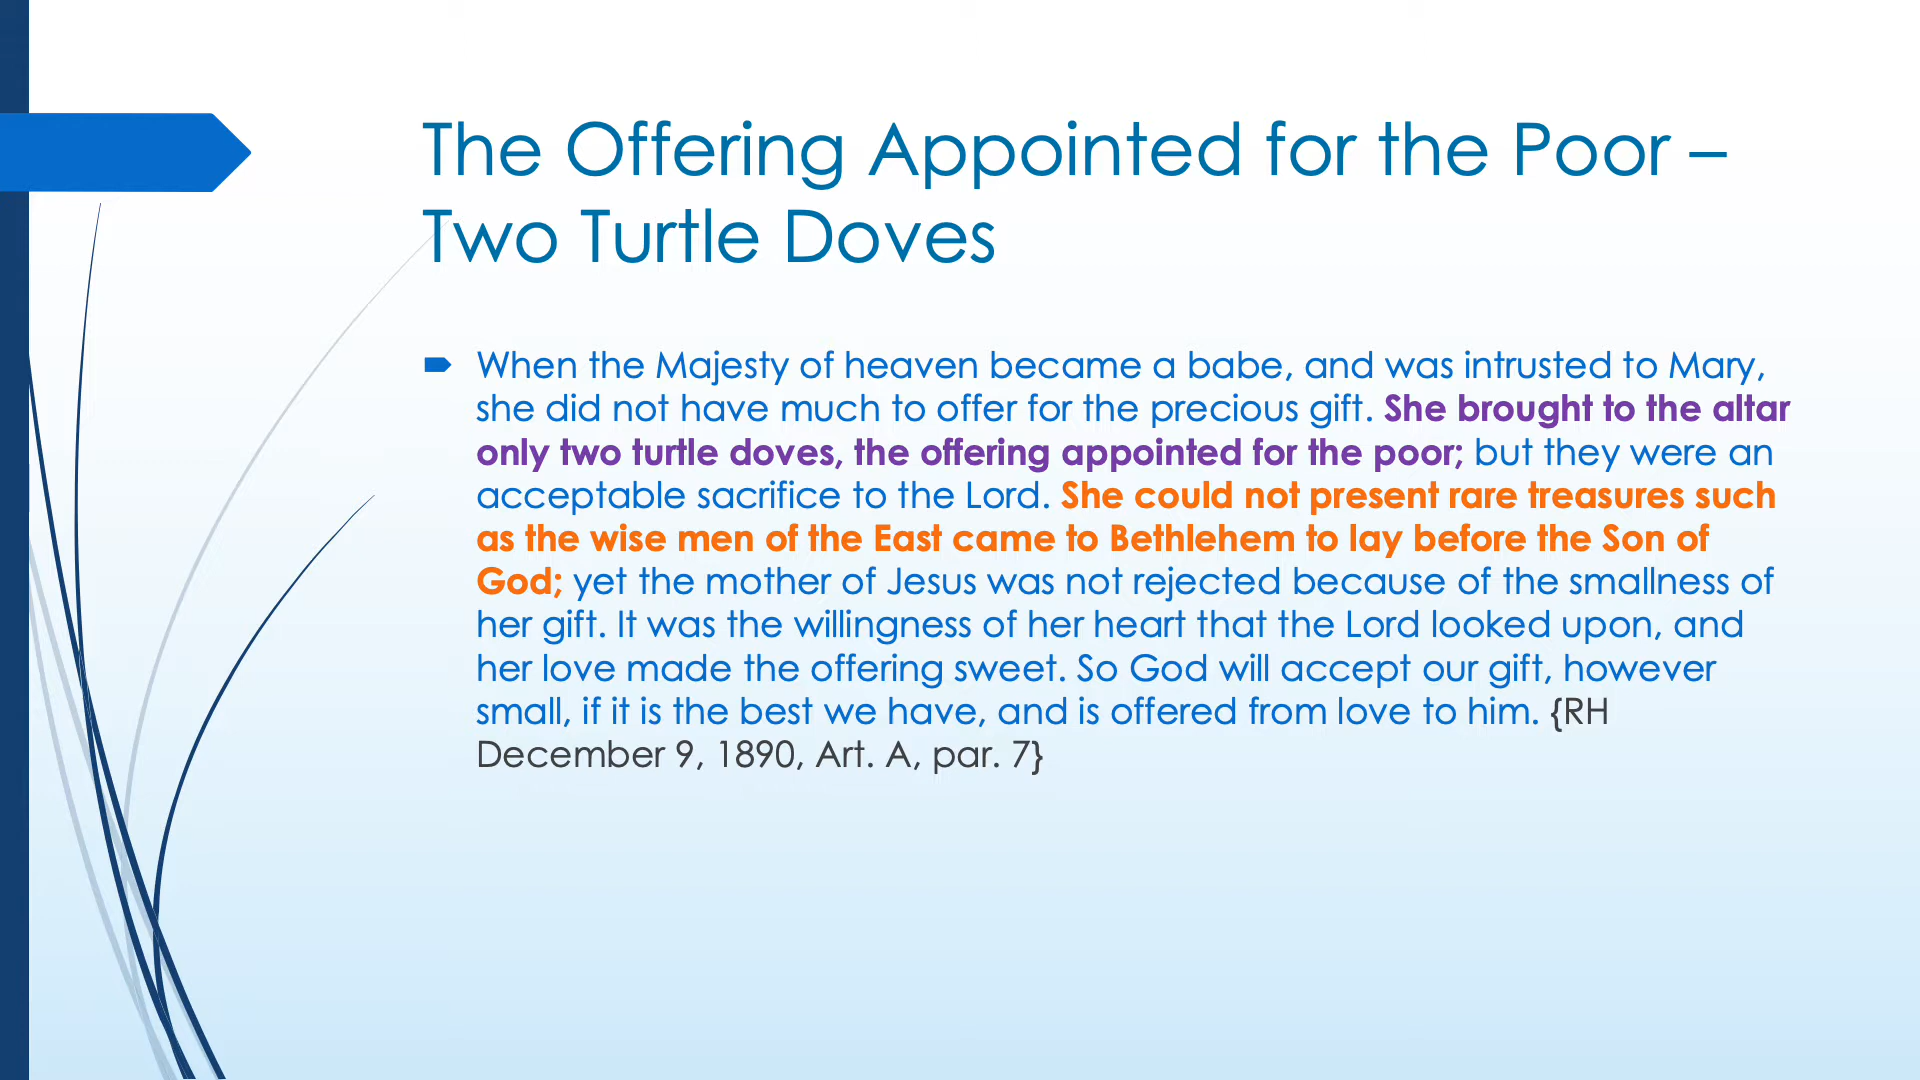 The Offering Appointed for the Poor –
Two Turtle Doves
When the Majesty of heaven became a babe, and was intrusted to Mary,
she did not have much to offer for the precious gift. She brought to the altar
only two turtle doves, the offering appointed for the poor; but they were an
acceptable sacrifice to the Lord. She could not present rare treasures such
as the wise men of the East came to Bethlehem to lay before the Son of
God; yet the mother of Jesus was not rejected because of the smallness of
her gift. It was the willingness of her heart that the Lord looked upon, and
her love made the offering sweet. So God will accept our gift, however
small, if it is the best we have, and is offered from love to him. {RH
December 9, 1890, Art. A, par. 7}